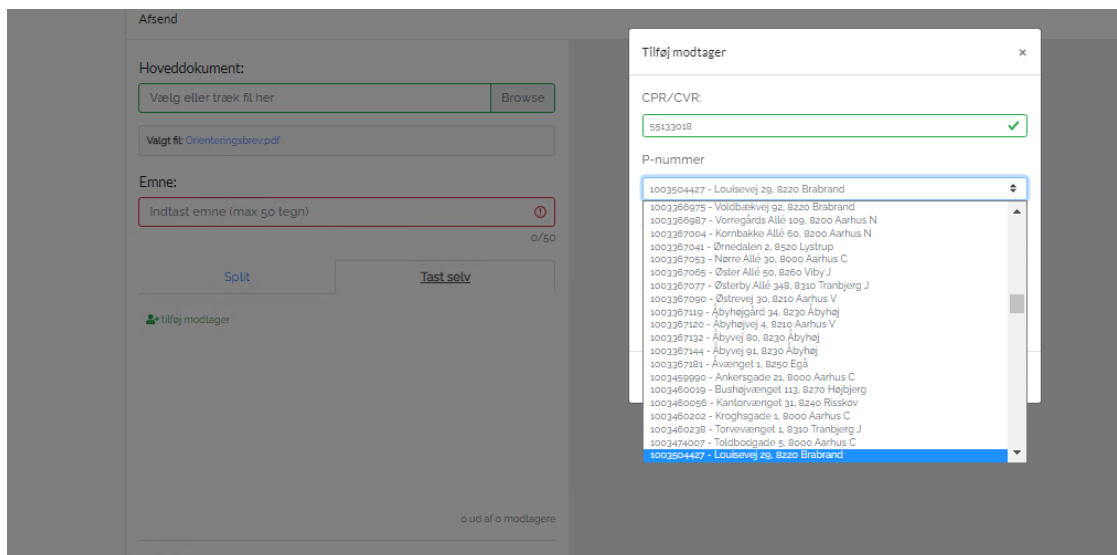 Afsend
Hoveddokument:
Vælg eller træk fil her
Browse
Valgt fil: Orienteringsbrev.pdf
Emne:
Indtast emne (max 50 tegn)
0/50
Split
Tast selv
tilføj modtager
0 ud af 0 modtagere
Tilføj modtager
×
CPR/CVR:
55133018
P-nummer
1003504427 - Louisevej 29, 8220 Brabrand
1003366975 - Voldbækvej 92, 8220 Brabrand
1003366987 - Vorregårds Allé 109, 8200 Aarhus N
1003367004 - Kornbakke Allé 60, 8200 Aarhus N
1003367041 - Ørnedalen 2, 8520 Lystrup
1003367053 - Nørre Allé 30, 8000 Aarhus C
1003367065 - Øster Allé 50, 8260 Viby J
1003367077 - Østerby Allé 348, 8310 Tranbjerg J
1003367090 - Østrevej 30, 8210 Aarhus V
1003367119 - Åbyhøjgård 34, 8230 Åbyhøj
1003367120 - Åbyhøjvej 4, 8210 Aarhus V
1003367132 - Åbyvej 80, 8230 Åbyhøj
1003367144 - Åbyvej 91, 8230 Åbyhøj
1003367181 - Åvænget 1, 8250 Egå
1003459990 - Ankersgade 21, 8000 Aarhus C
1003460019 - Bushøjvænget 113, 8270 Højbjerg
1003460056 - Kantorvænget 31, 8240 Risskov
1003460202 - Kroghsgade 1, 8000 Aarhus C
1003460238 - Torvevænget 1, 8310 Tranbjerg J
1003474007 - Toldbodgade 5, 8000 Aarhus C
1003504427 - Louisevej 29, 8220 Brabrand